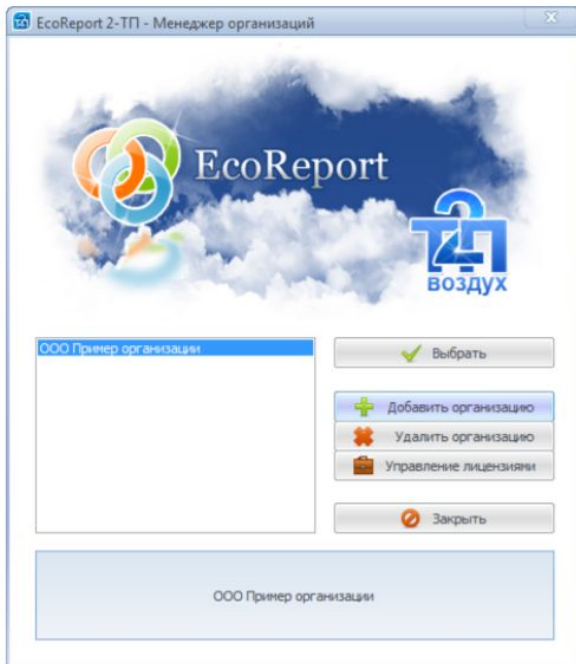 EcoReport 2-ТП - Менеджер организаций
EcoReport
2
ТП
воздух
ООО Пример организации
Выбрать
Добавить организацию
Удалить организацию
Управление лицензиями
Закрыть
ООО Пример организации